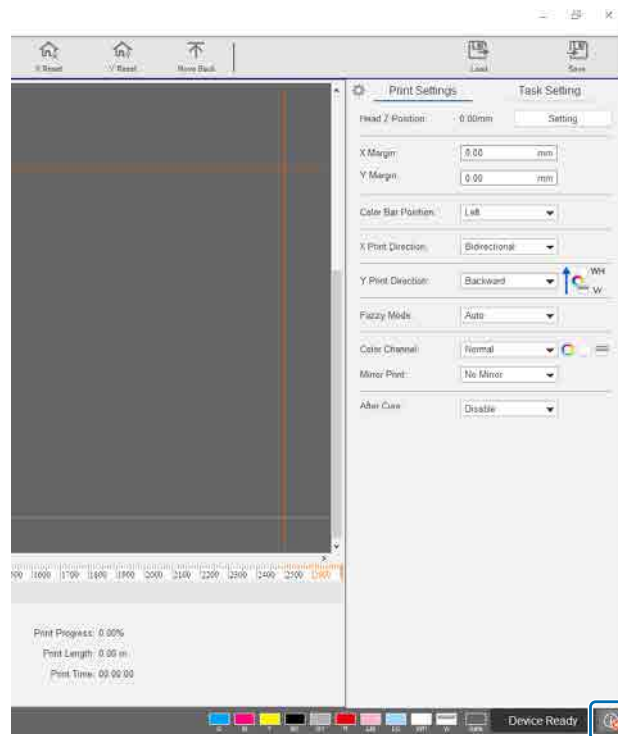 X Reset Y Reset Move Back Load Save
Print Settings Task Setting
Head Z Position: 0.00mm Setting
X Margin: 0.00 mm
Y Margin: 0.00 mm
Color Bar Position: Left
X Print Direction: Bidirectional
Y Print Direction: Backward WH
W
Fuzzy Mode: Auto
Color Channel: Normal
Mirror Print: No Mirror
After Cure: Disable
1600 1700 1800 1900 2000 2100 2200 2300 2400 2500
Print Progress: 0.00%
Print Length: 0.00 m
Print Time: 00:00:00
Device Ready
C M Y R LM LC WH W